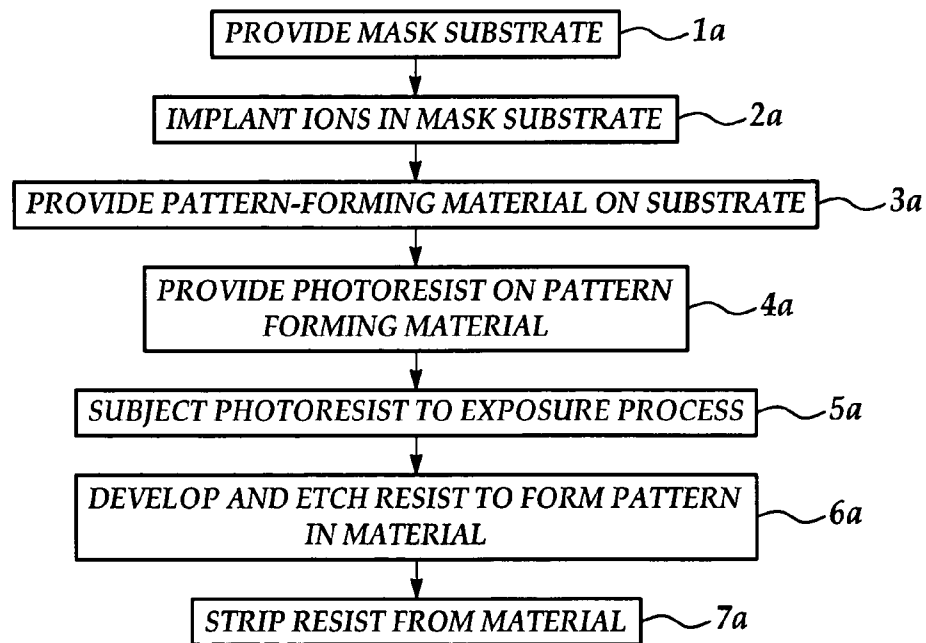 PROVIDE MASK SUBSTRATE 1a
IMPLANT IONS IN MASK SUBSTRATE 2a
PROVIDE PATTERN-FORMING MATERIAL ON SUBSTRATE 3a
PROVIDE PHOTORESIST ON PATTERN
FORMING MATERIAL 4a
SUBJECT PHOTORESIST TO EXPOSURE PROCESS 5a
DEVELOP AND ETCH RESIST TO FORM PATTERN
IN MATERIAL 6a
STRIP RESIST FROM MATERIAL 7a